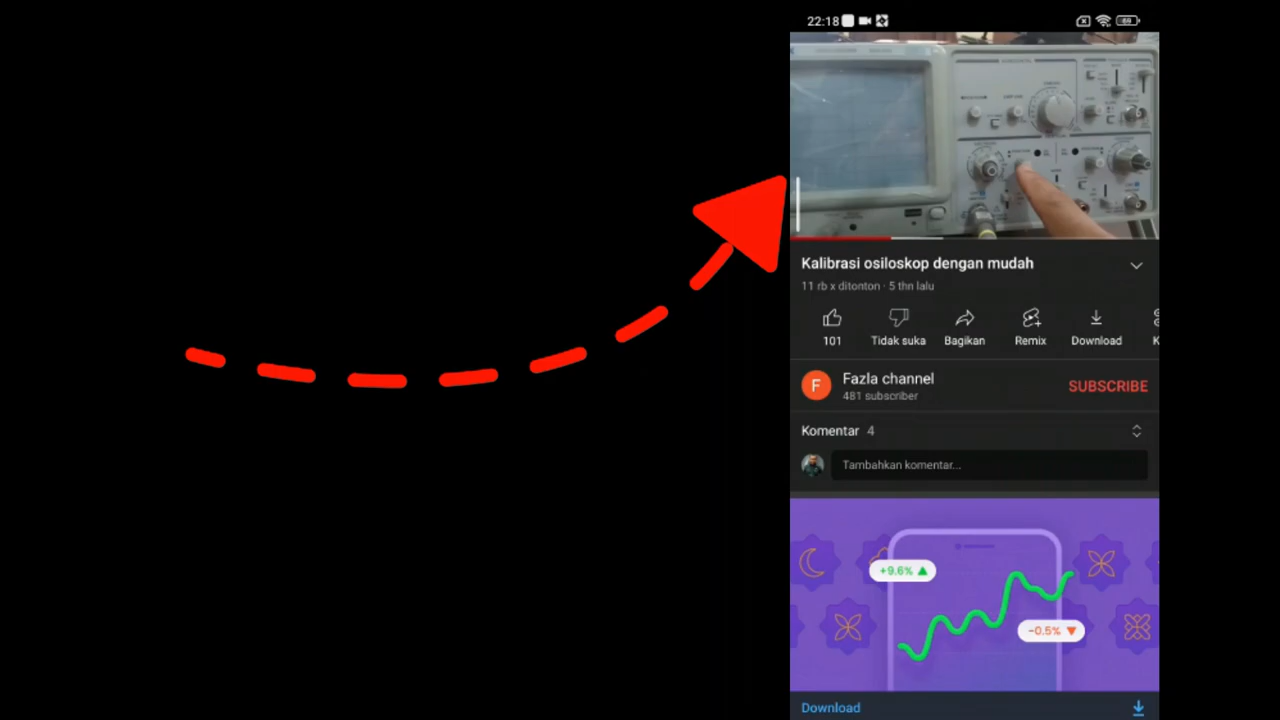 22:18
69
Kalibrasi osiloskop dengan mudah
11 rb x ditonton · 5 thn lalu
101
Tidak suka
Bagikan
Remix
Download
F
Fazla channel
481 subscriber
SUBSCRIBE
Komentar 4
Tambahkan komentar...
+9.6%
-0.5%
Download